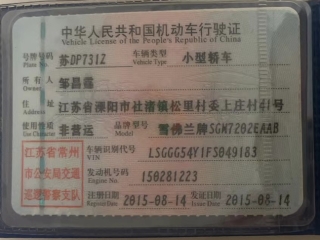 中华人民共和国机动车行驶证
Vehicle License of the People's Republic of China
号牌号码 苏DP731Z 车辆类型 小型轿车
Plate No. Vehicle Type
所有人 邹昌霞
Owner
住址 江苏省溧阳市社渚镇松里村委上庄村41号
Address
使用性质 非营运 品牌型号 雪佛兰牌SGM7202EAAB
Use Character Model
江苏省常州 车辆识别代号 LSGGG54Y1FS049183
VIN
市公安局交通 发动机号码 150281223
Engine No.
巡逻警察支队 注册日期 2015-08-14 发证日期 2015-08-14
Register Date Issue Date